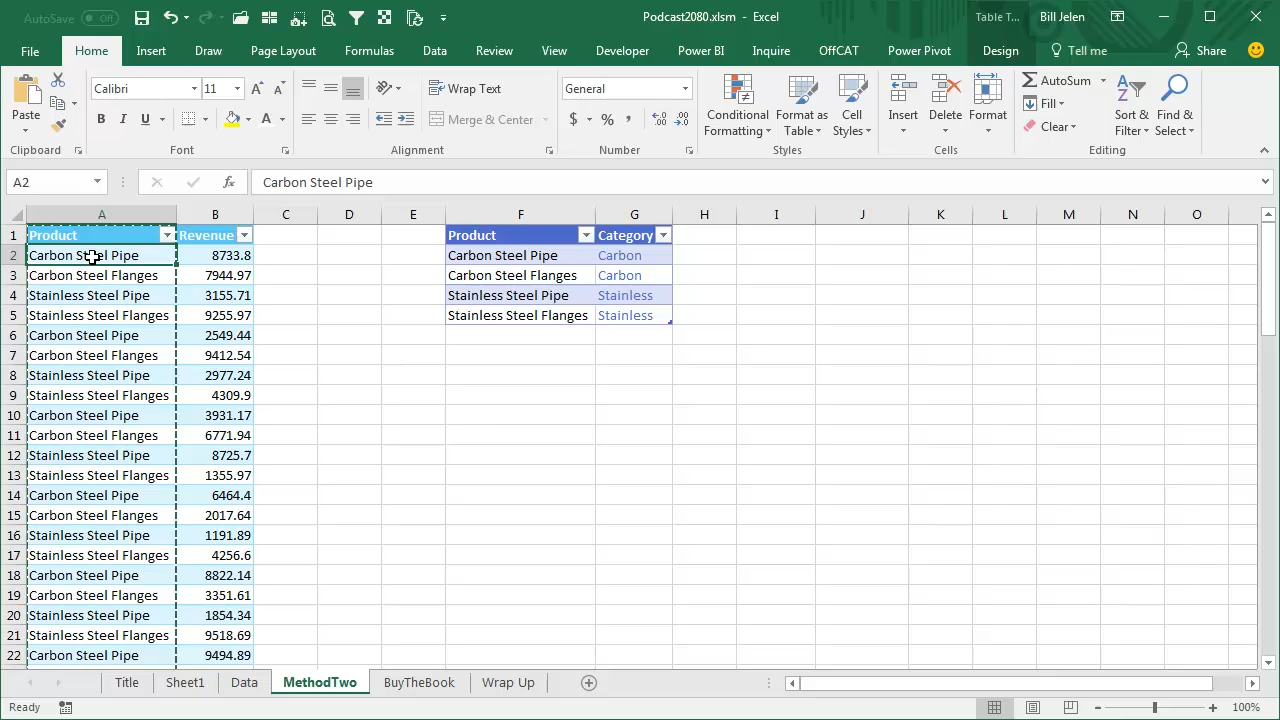 AutoSave Off Podcast2080.xlsm - Excel Table T... Bill Jelen
File Home Insert Draw Page Layout Formulas Data Review View Developer Power BI Inquire OffCAT Power Pivot Design Tell me Share
Calibri 11 Wrap Text General AutoSum
Paste Merge & Center Conditional Formatting Format as Table Cell Styles Insert Delete Format Fill Sort & Filter Find & Select
B I U A $ % , Clear
Clipboard Font Alignment Number Styles Cells Editing
A2 fx Carbon Steel Pipe
A B C D E F G H I J K L M N O
1 Product Revenue Product Category
2 Carbon Steel Pipe 8733.8 Carbon Steel Pipe Carbon
3 Carbon Steel Flanges 7944.97 Carbon Steel Flanges Carbon
4 Stainless Steel Pipe 3155.71 Stainless Steel Pipe Stainless
5 Stainless Steel Flanges 9255.97 Stainless Steel Flanges Stainless
6 Carbon Steel Pipe 2549.44
7 Carbon Steel Flanges 9412.54
8 Stainless Steel Pipe 2977.24
9 Stainless Steel Flanges 4309.9
10 Carbon Steel Pipe 3931.17
11 Carbon Steel Flanges 6771.94
12 Stainless Steel Pipe 8725.7
13 Stainless Steel Flanges 1355.97
14 Carbon Steel Pipe 6464.4
15 Carbon Steel Flanges 2017.64
16 Stainless Steel Pipe 1191.89
17 Stainless Steel Flanges 4256.6
18 Carbon Steel Pipe 8822.14
19 Carbon Steel Flanges 3351.61
20 Stainless Steel Pipe 1854.34
21 Stainless Steel Flanges 9518.69
22 Carbon Steel Pipe 9494.89
Title Sheet1 Data MethodTwo BuyTheBook Wrap Up
Ready 100%